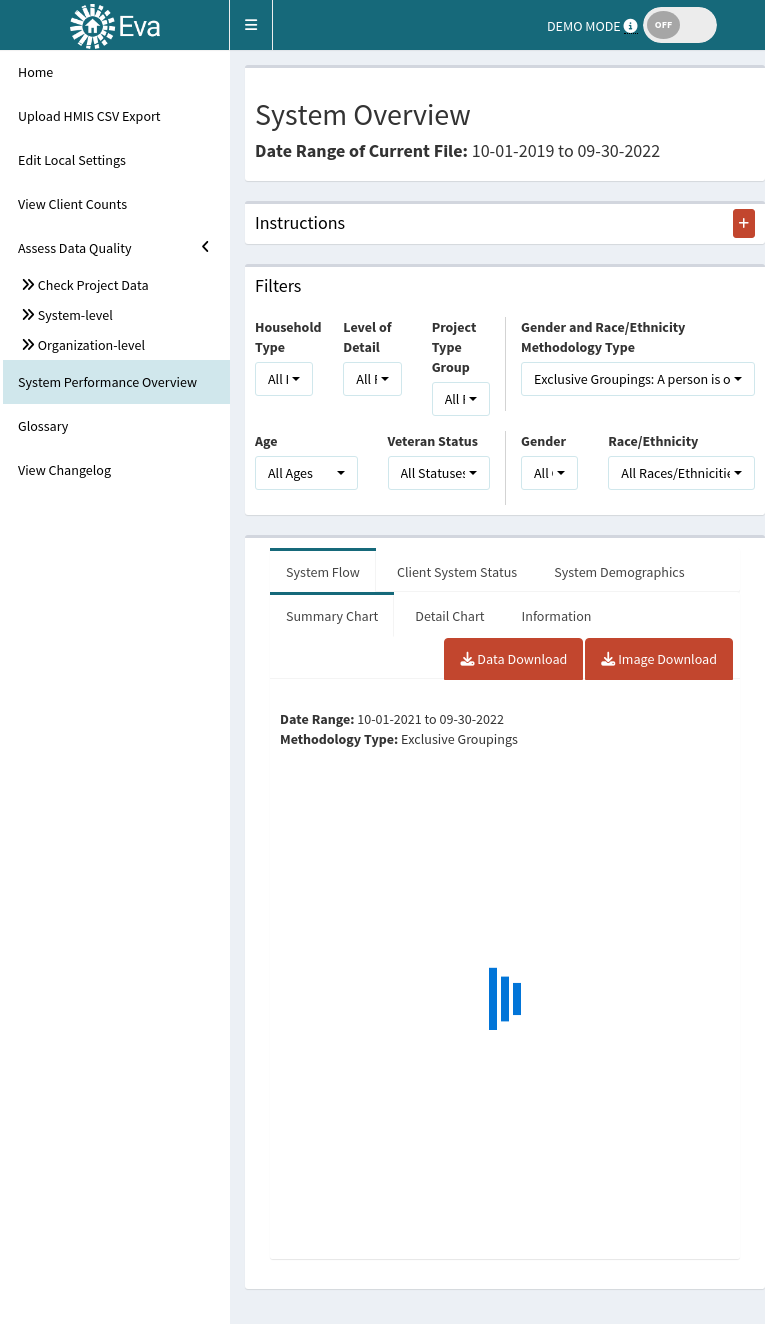 Eva
DEMO MODE
OFF
Home
Upload HMIS CSV Export
Edit Local Settings
View Client Counts
Assess Data Quality
Check Project Data
System-level
Organization-level
System Performance Overview
Glossary
View Changelog
System Overview
Date Range of Current File: 10-01-2019 to 09-30-2022
Instructions
Filters
Household
Type
All
Level of
Detail
All
Project
Type
Group
All
Gender and Race/Ethnicity
Methodology Type
Exclusive Groupings: A person is o
Age
All Ages
Veteran Status
All Statuses
Gender
All
Race/Ethnicity
All Races/Ethnicitie
System Flow Client System Status System Demographics
Summary Chart Detail Chart Information
Data Download Image Download
Date Range: 10-01-2021 to 09-30-2022
Methodology Type: Exclusive Groupings